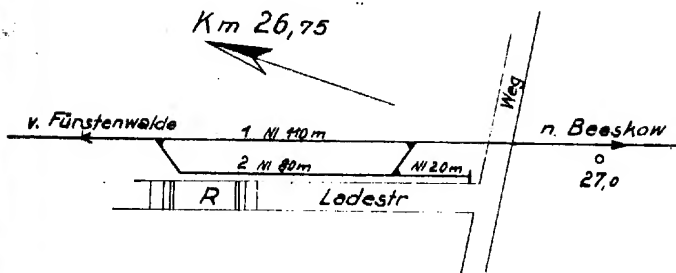 Km 26,75
v. Fürstenwalde
1 Nl 110m
Weg
n. Beeskow
2 Nl 80m
Nl 20m
27,0
R
Ladestr